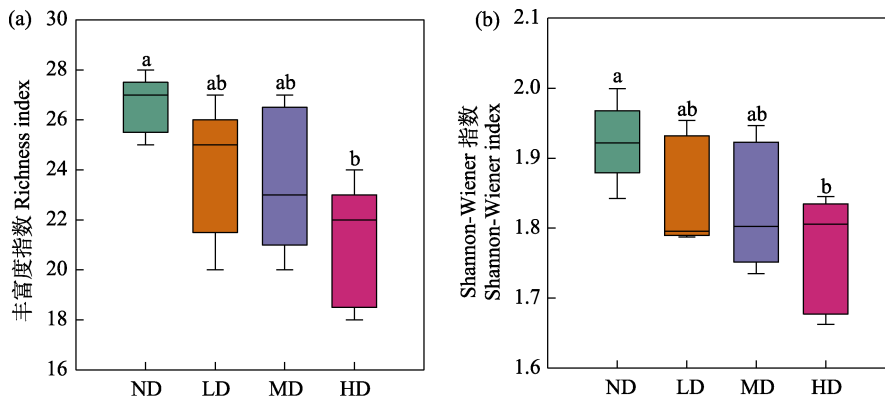 (a)
丰富度指数 Richness index
28
26
24
22
20
18
16
a
ab
ab
b
ND
LD
MD
HD
(b)
Shannon-Wiener 指数
Shannon-Wiener index
2.1
2.0
1.9
1.8
1.7
1.6
a
ab
ab
b
ND
LD
MD
HD